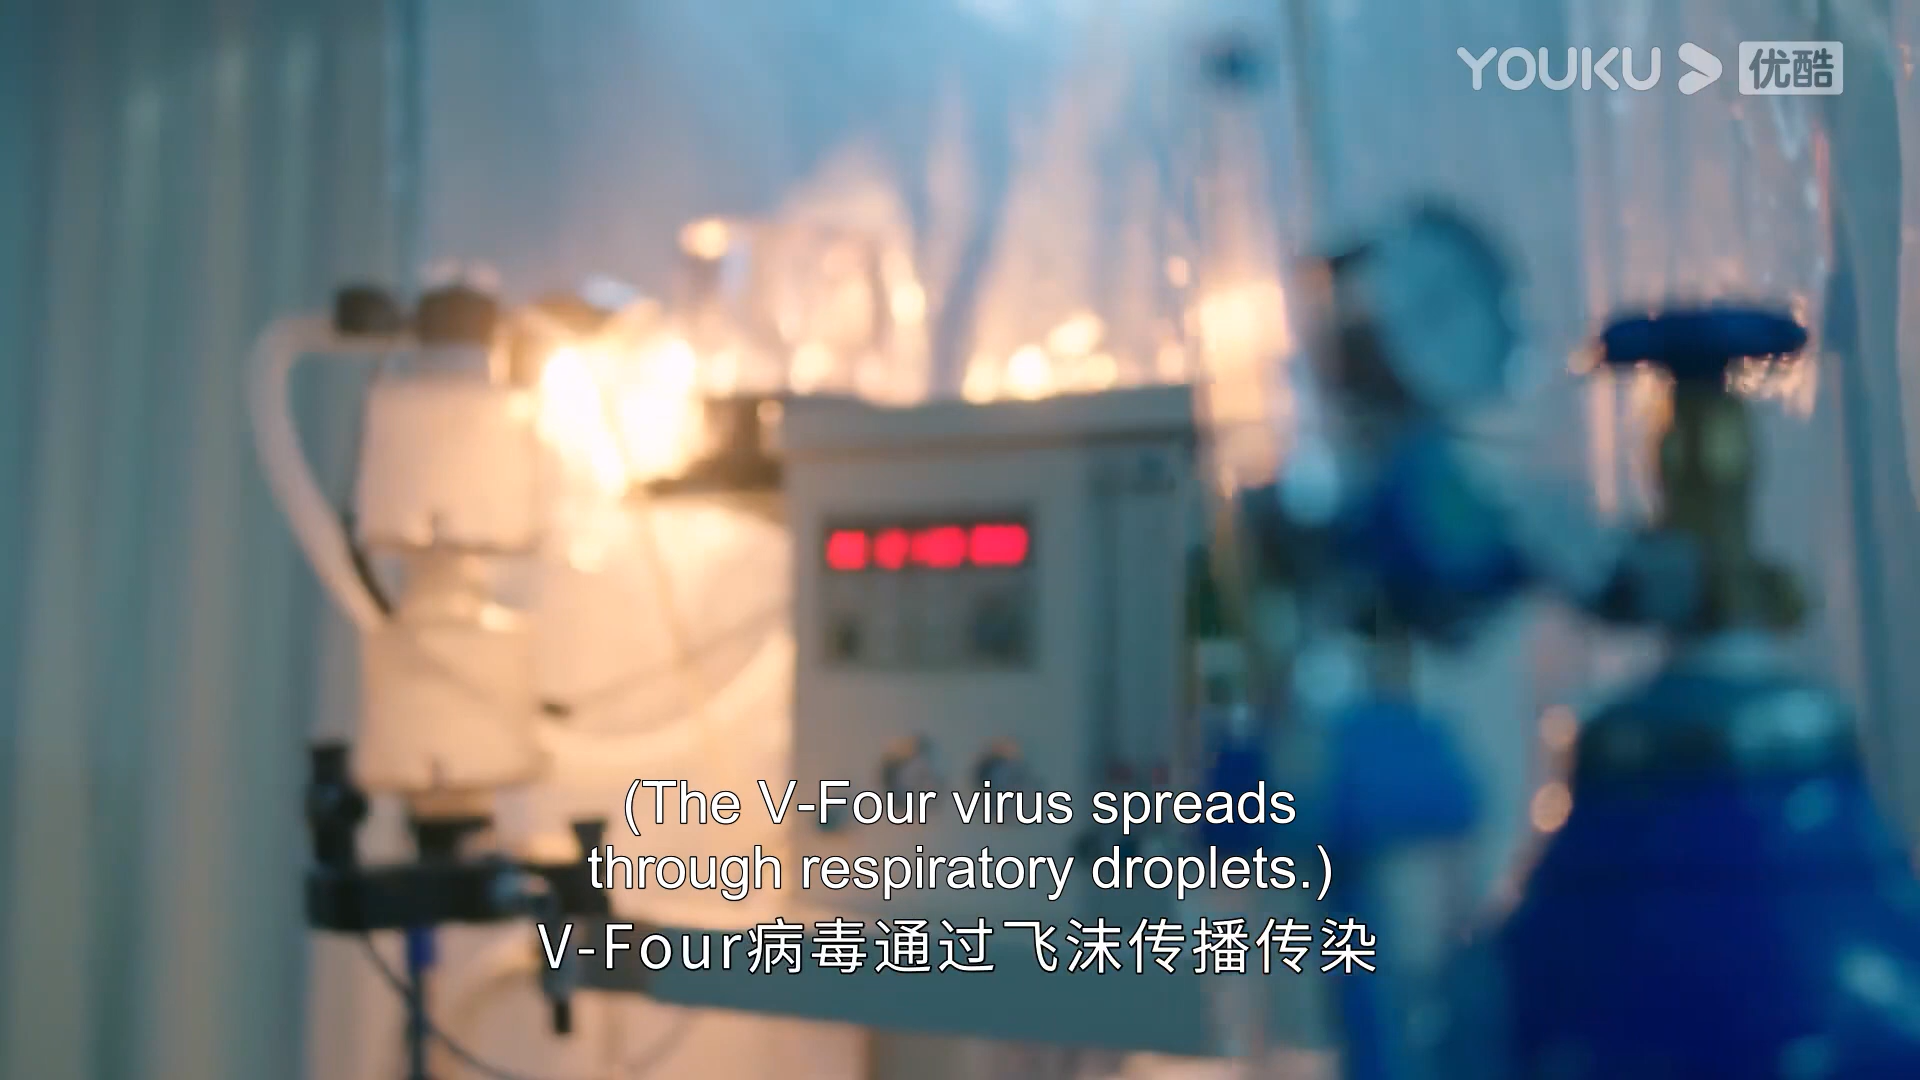 YOUKU 优酷
(The V-Four virus spreads
through respiratory droplets.)
V-Four病毒通过飞沫传播传染